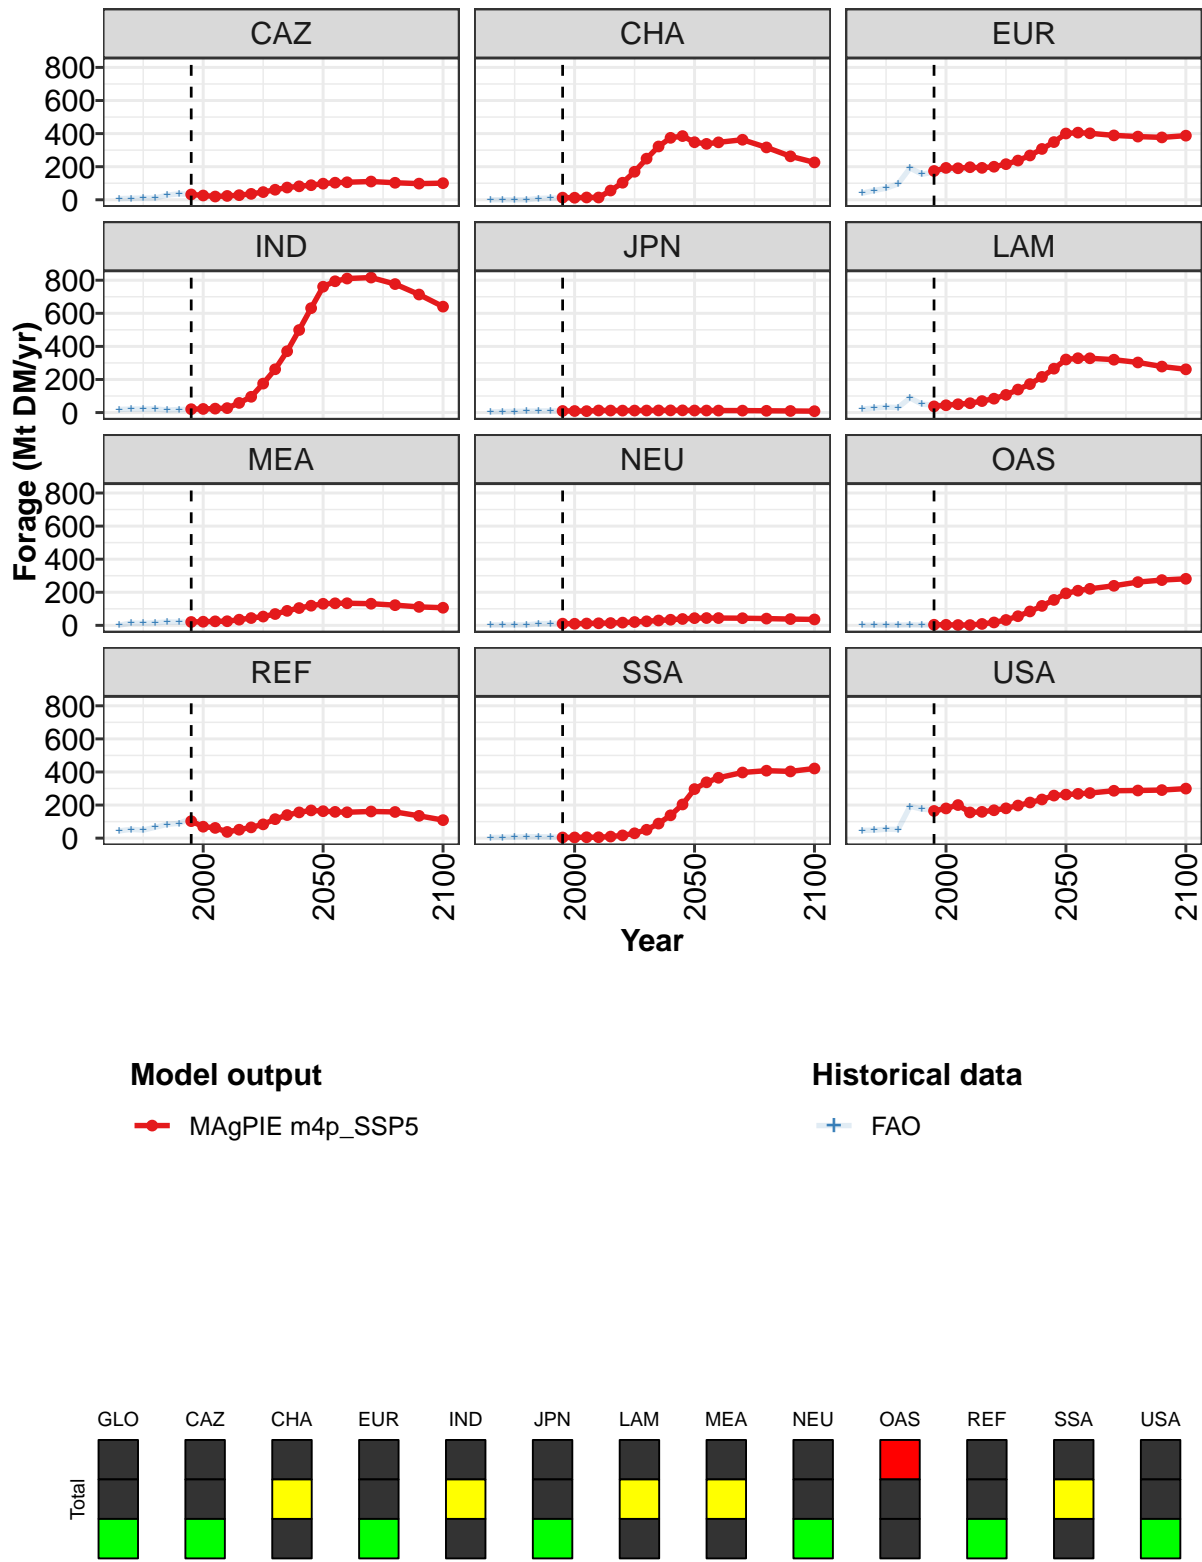 CAZ CHA EUR
800
600
400
200
0
IND JPN LAM
800
600
400
200
0
Forage (Mt DM/yr)
MEA NEU OAS
800
600
400
200
0
REF SSA USA
800
600
400
200
0
2000 2050 2100 2000 2050 2100 2000 2050 2100
Year
Model output Historical data
MAgPIE m4p_SSP5 FAO
GLO CAZ CHA EUR IND JPN LAM MEA NEU OAS REF SSA USA
Total